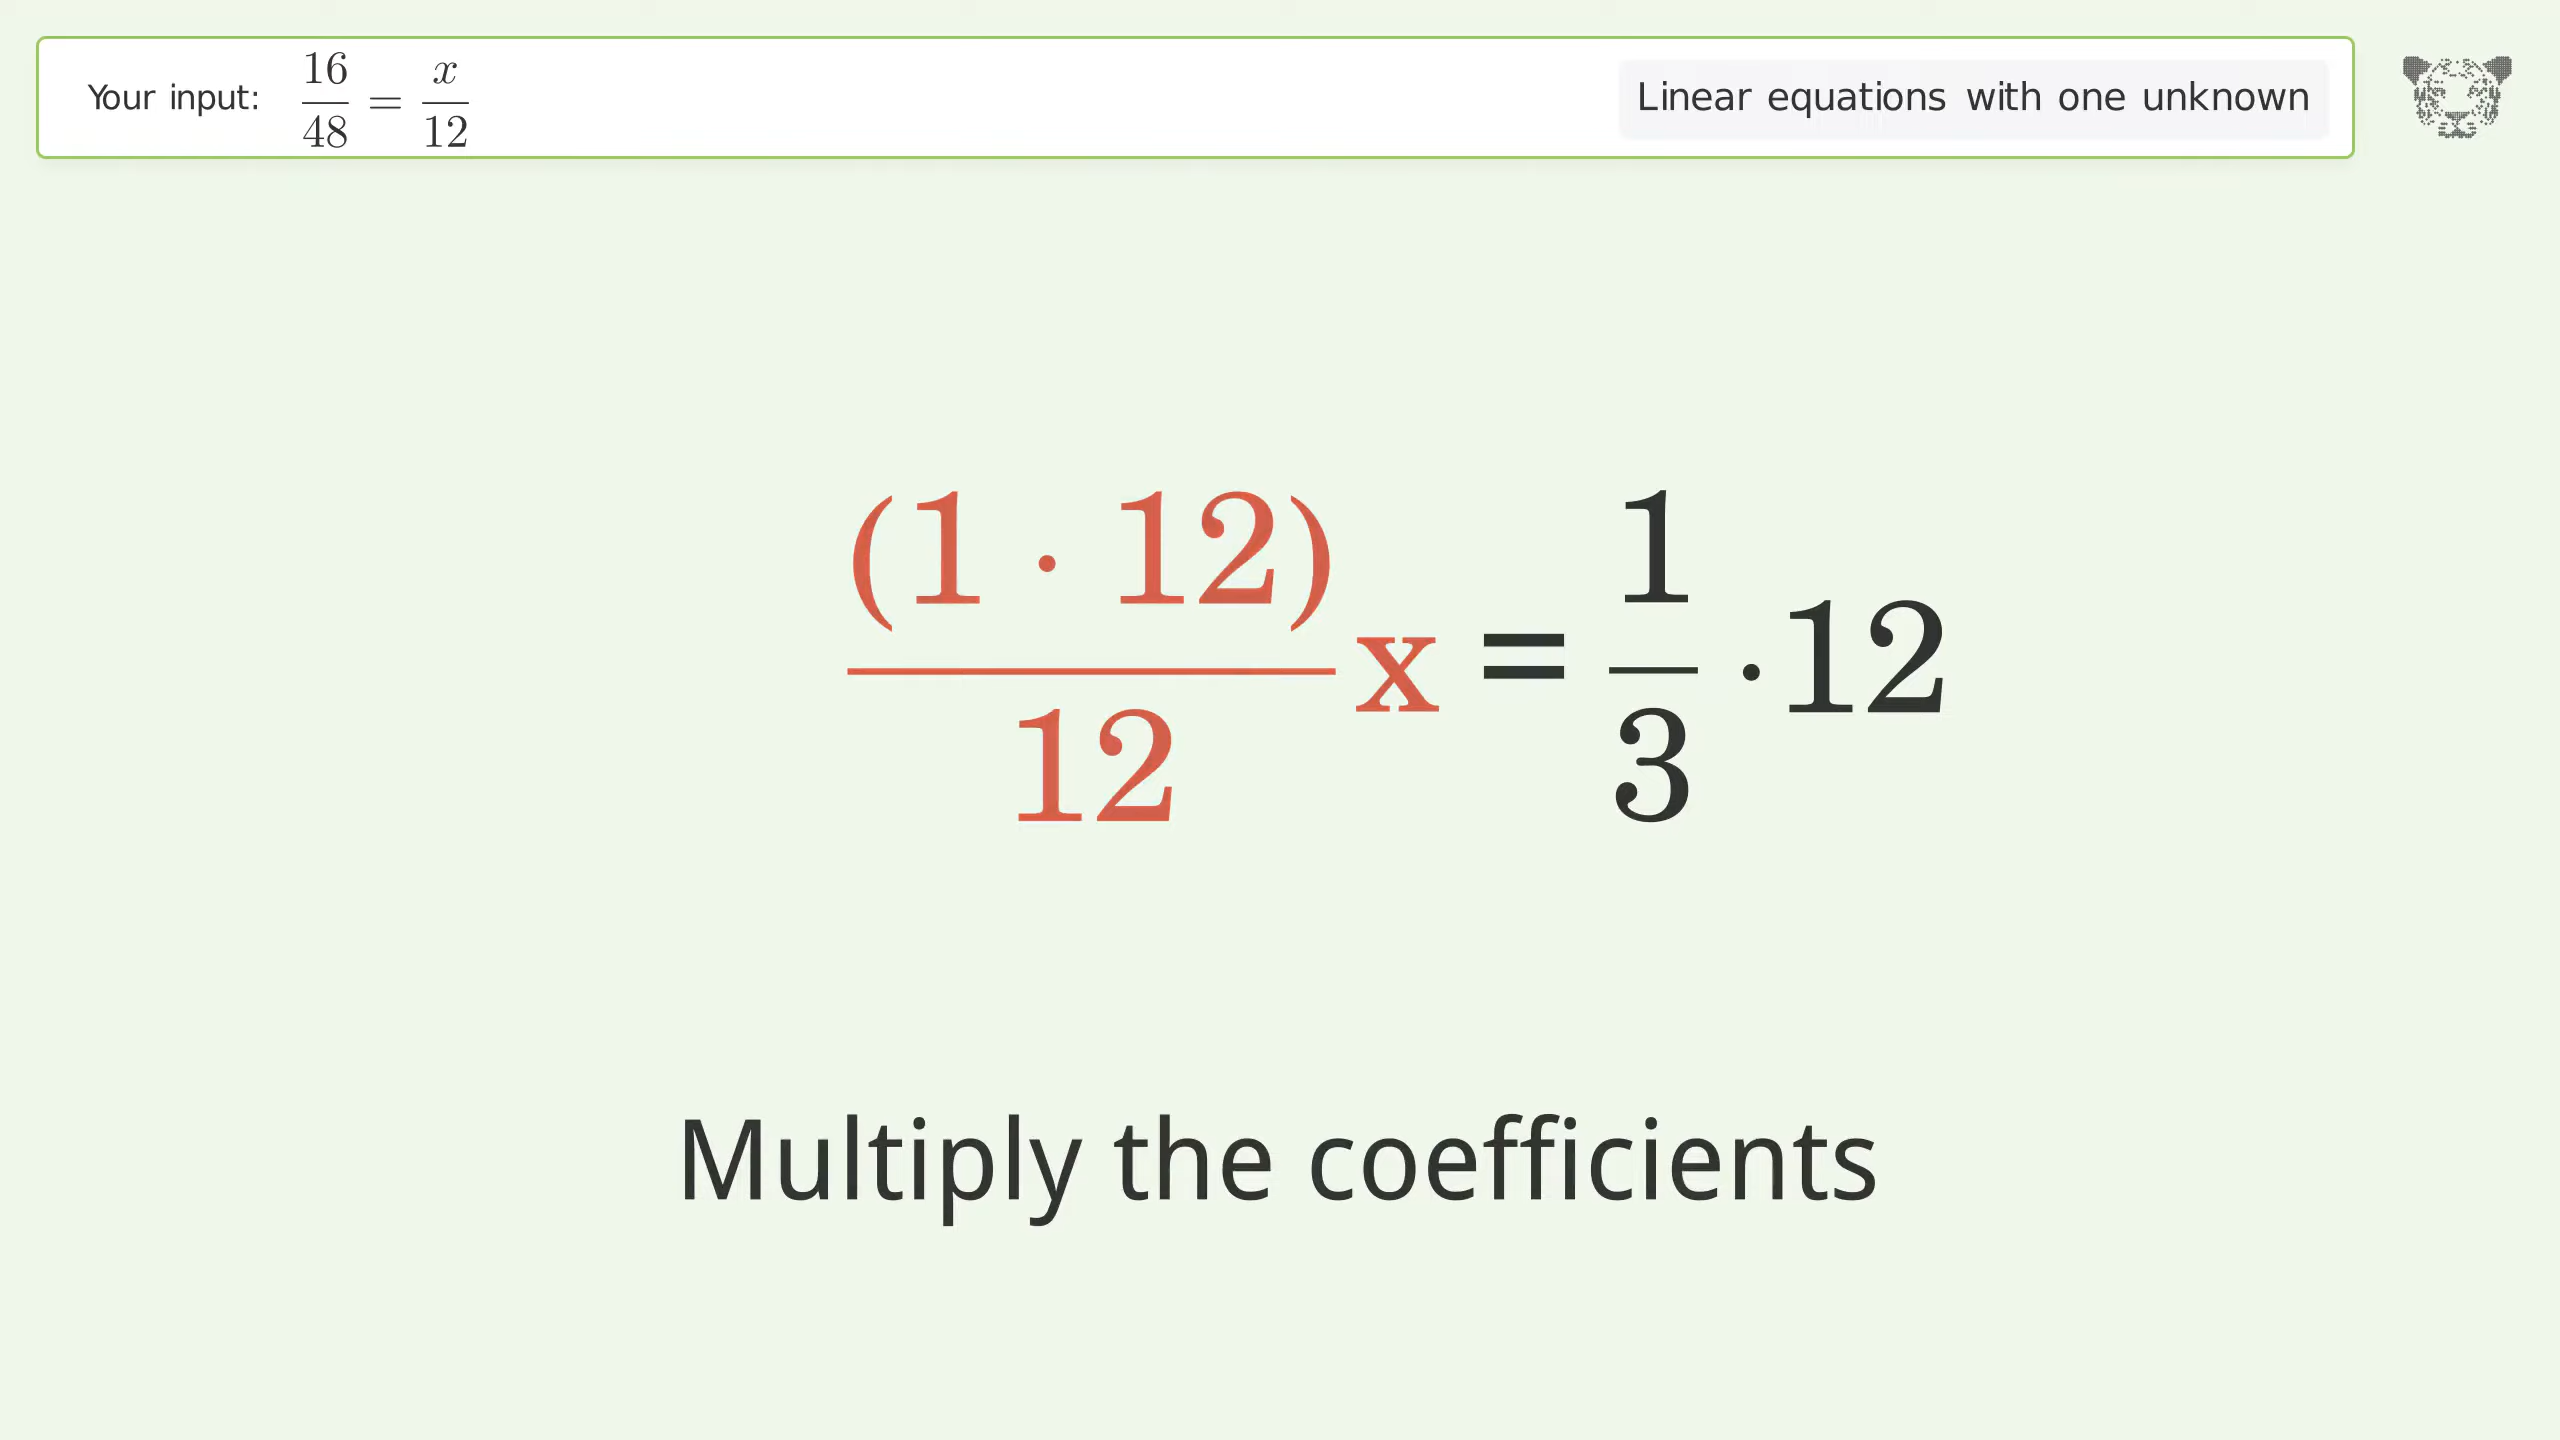 Your input: 16/48 = x/12
Linear equations with one unknown
(1 · 12)/12 x = 1/3 · 12
Multiply the coefficients